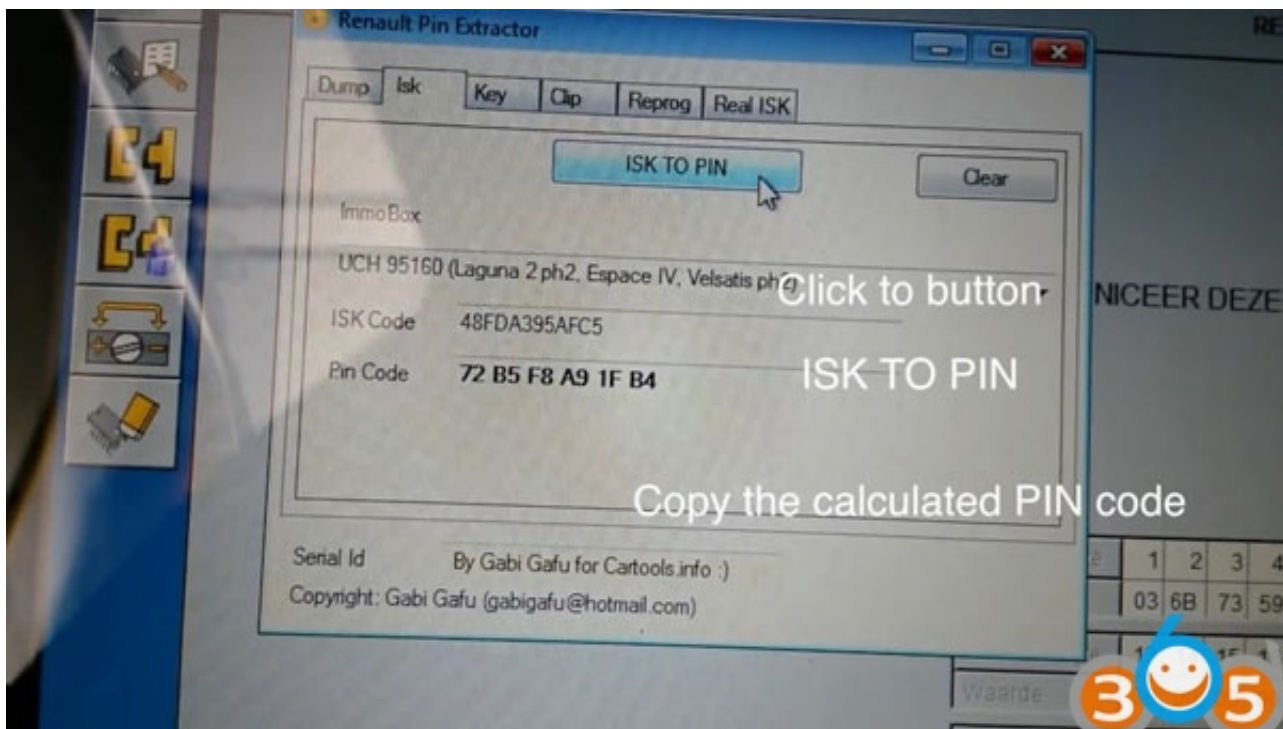 Renault Pin Extractor
RE
Dump Isk Key Clip Reprog Real ISK
ISK TO PIN
Clear
ImmoBox
UCH 95160 (Laguna 2 ph2, Espace IV, Velsatis ph2)
Click to button
NICEER DEZE
ISK Code 48FDA395AFC5
Pin Code 72 B5 F8 A9 1F B4
ISK TO PIN
Copy the calculated PIN code
Serial Id By Gabi Gafu for Cartools.info :)
1 2 3 4
Copyright: Gabi Gafu (gabigafu@hotmail.com)
03 6B 73 59
Waarde
365